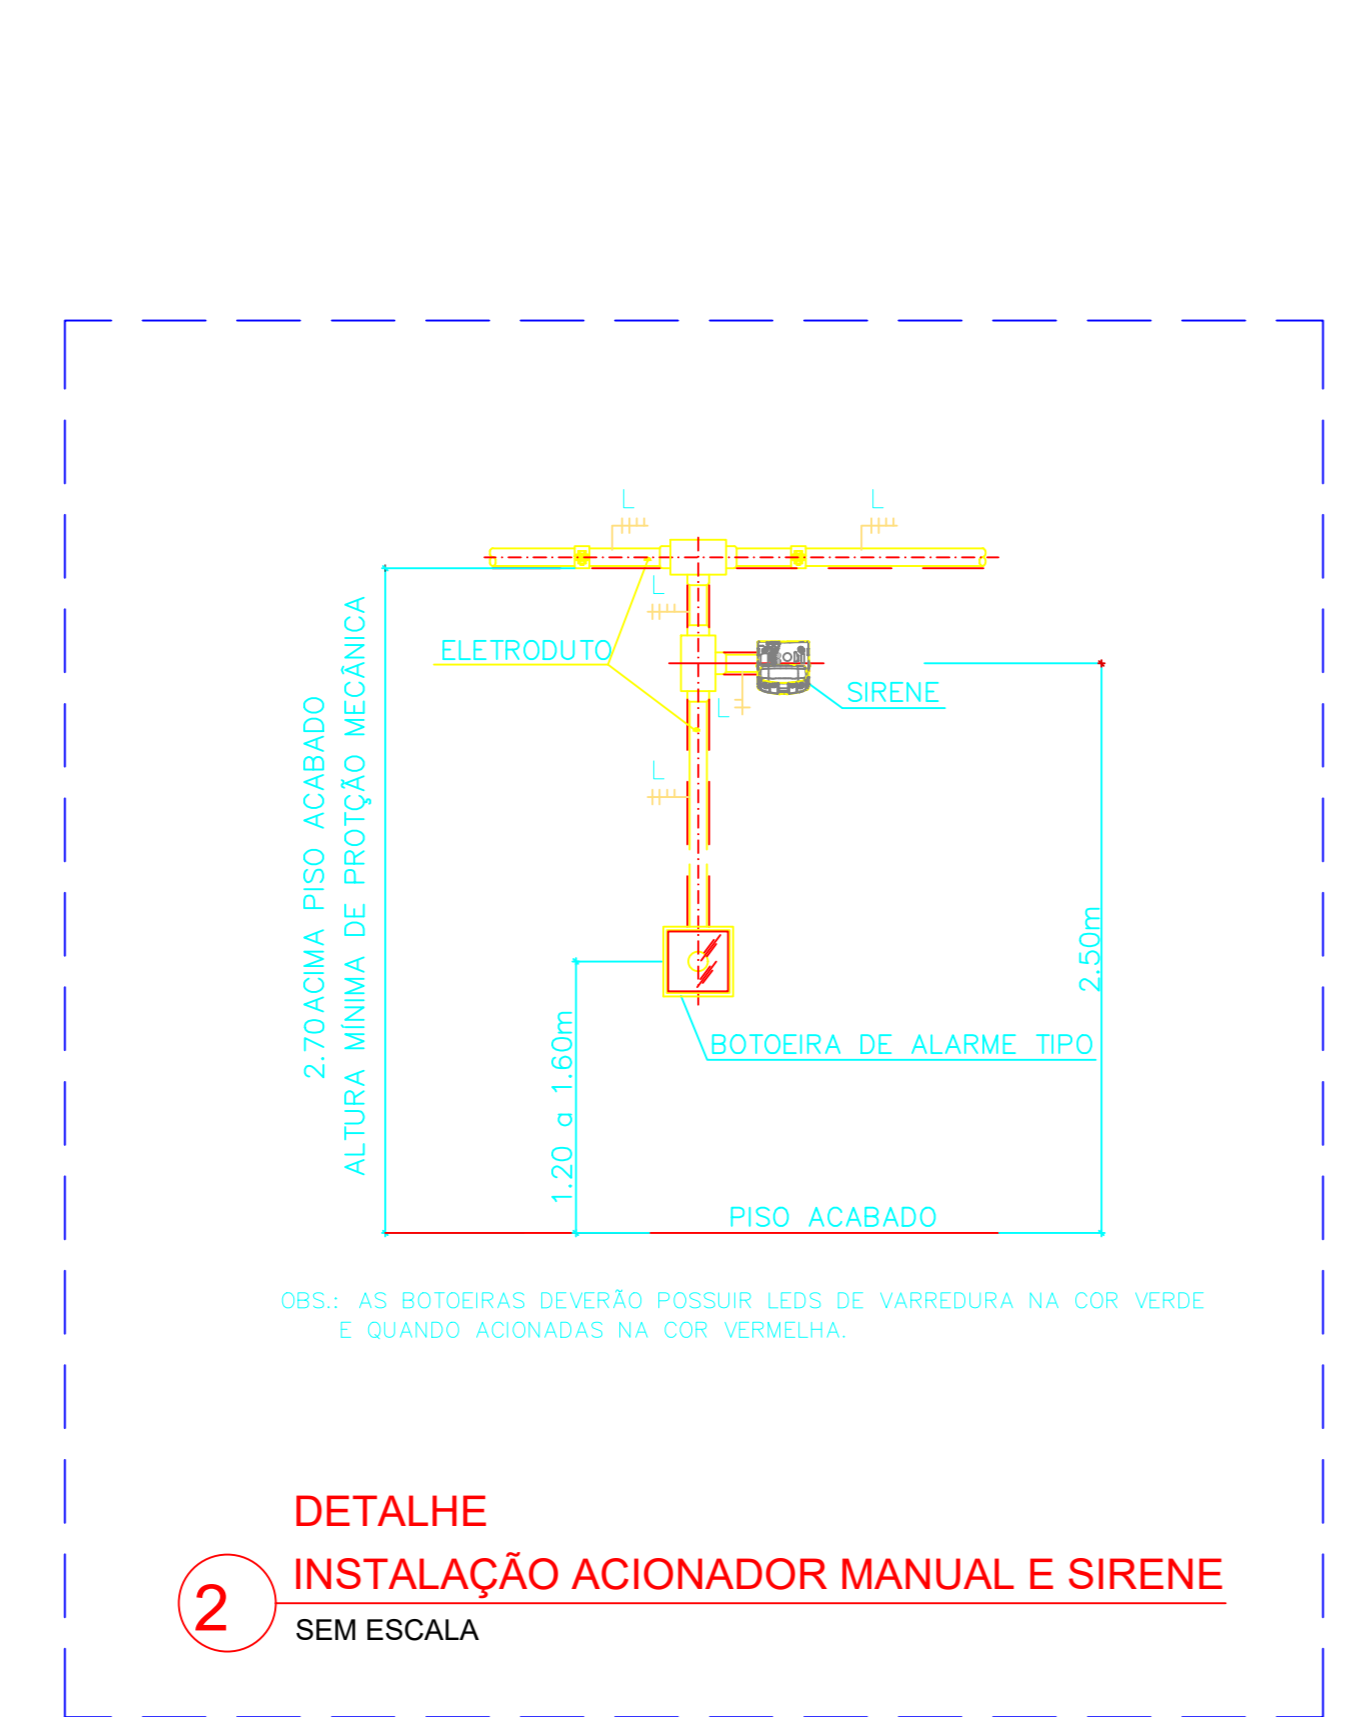 L
L
L
ELETRODUTO
SIRENE
L
L
2.70ACIMA PISO ACABADO
ALTURA MÍNIMA DE PROTÇÃO MECÂNICA
2.50m
1.20 a 1.60m
BOTOEIRA DE ALARME TIPO
PISO ACABADO
OBS.: AS BOTOEIRAS DEVERÃO POSSUIR LEDS DE VARREDURA NA COR VERDE
E QUANDO ACIONADAS NA COR VERMELHA.
DETALHE
2
INSTALAÇÃO ACIONADOR MANUAL E SIRENE
SEM ESCALA